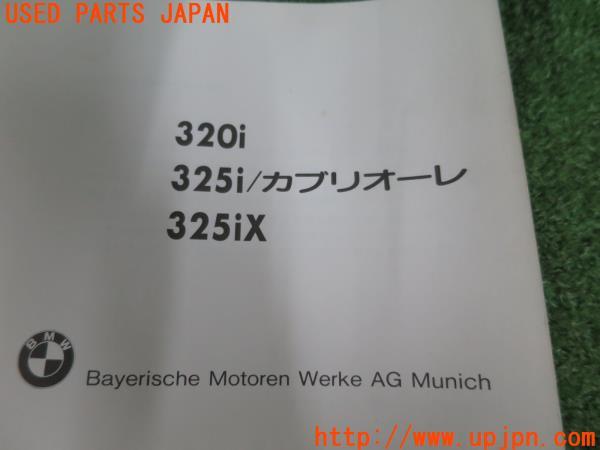 USED PARTS JAPAN
320i
325i/カブリオーレ
325iX
BMW
Bayerische Motoren Werke AG Munich
http://www.upjpn.com/